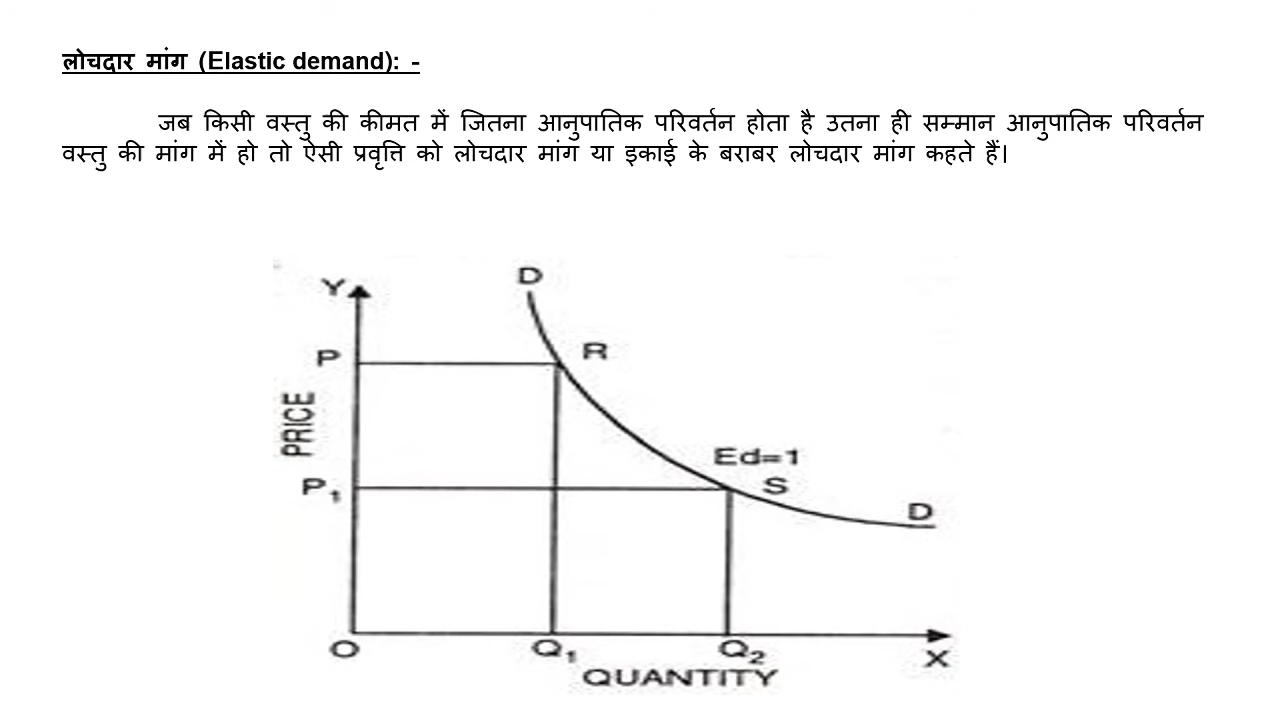 लोचदार मांग (Elastic demand): -
जब किसी वस्तु की कीमत में जितना आनुपातिक परिवर्तन होता है उतना ही सम्मान आनुपातिक परिवर्तन
वस्तु की मांग में हो तो ऐसी प्रवृत्ति को लोचदार मांग या इकाई के बराबर लोचदार मांग कहते हैं।
D
Y
R
P
PRICE
Ed=1
P₁
S
D
O
Q₁
Q₂
X
QUANTITY